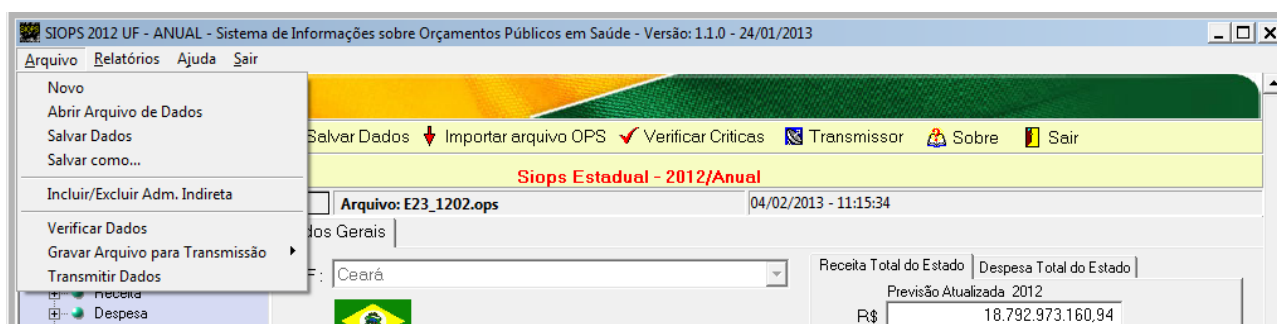 SIOPS 2012 UF - ANUAL - Sistema de Informações sobre Orçamentos Públicos em Saúde - Versão: 1.1.0 - 24/01/2013
Arquivo Relatórios Ajuda Sair
Novo
Abrir Arquivo de Dados
Salvar Dados
Salvar como...
Incluir/Excluir Adm. Indireta
Verificar Dados
Gravar Arquivo para Transmissão
Transmitir Dados
Salvar Dados Importar arquivo OPS Verificar Criticas Transmissor Sobre Sair
Siops Estadual - 2012/Anual
Arquivo: E23_1202.ops 04/02/2013 - 11:15:34
dos Gerais
F : Ceará
Receita Total do Estado Despesa Total do Estado
Previsão Atualizada 2012
R$ 18.792.973.160,94
Receita
Despesa